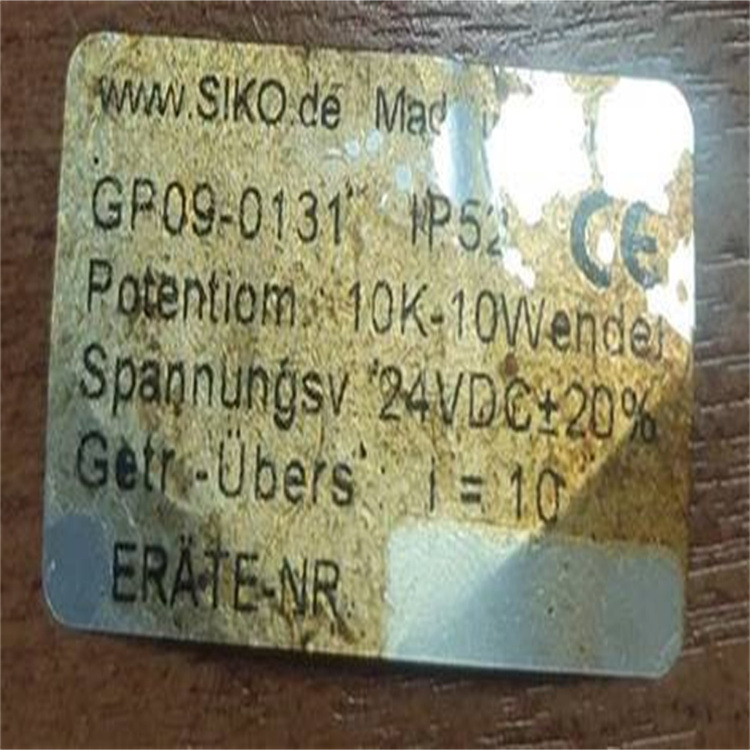 www.SIKO.de Mad
GP09-0131 IP52 CE
Potentiom. 10K-10Wendel
Spannungsv. 24VDC±20%
Getr.-Übers. i = 10
ERÄTE-NR.